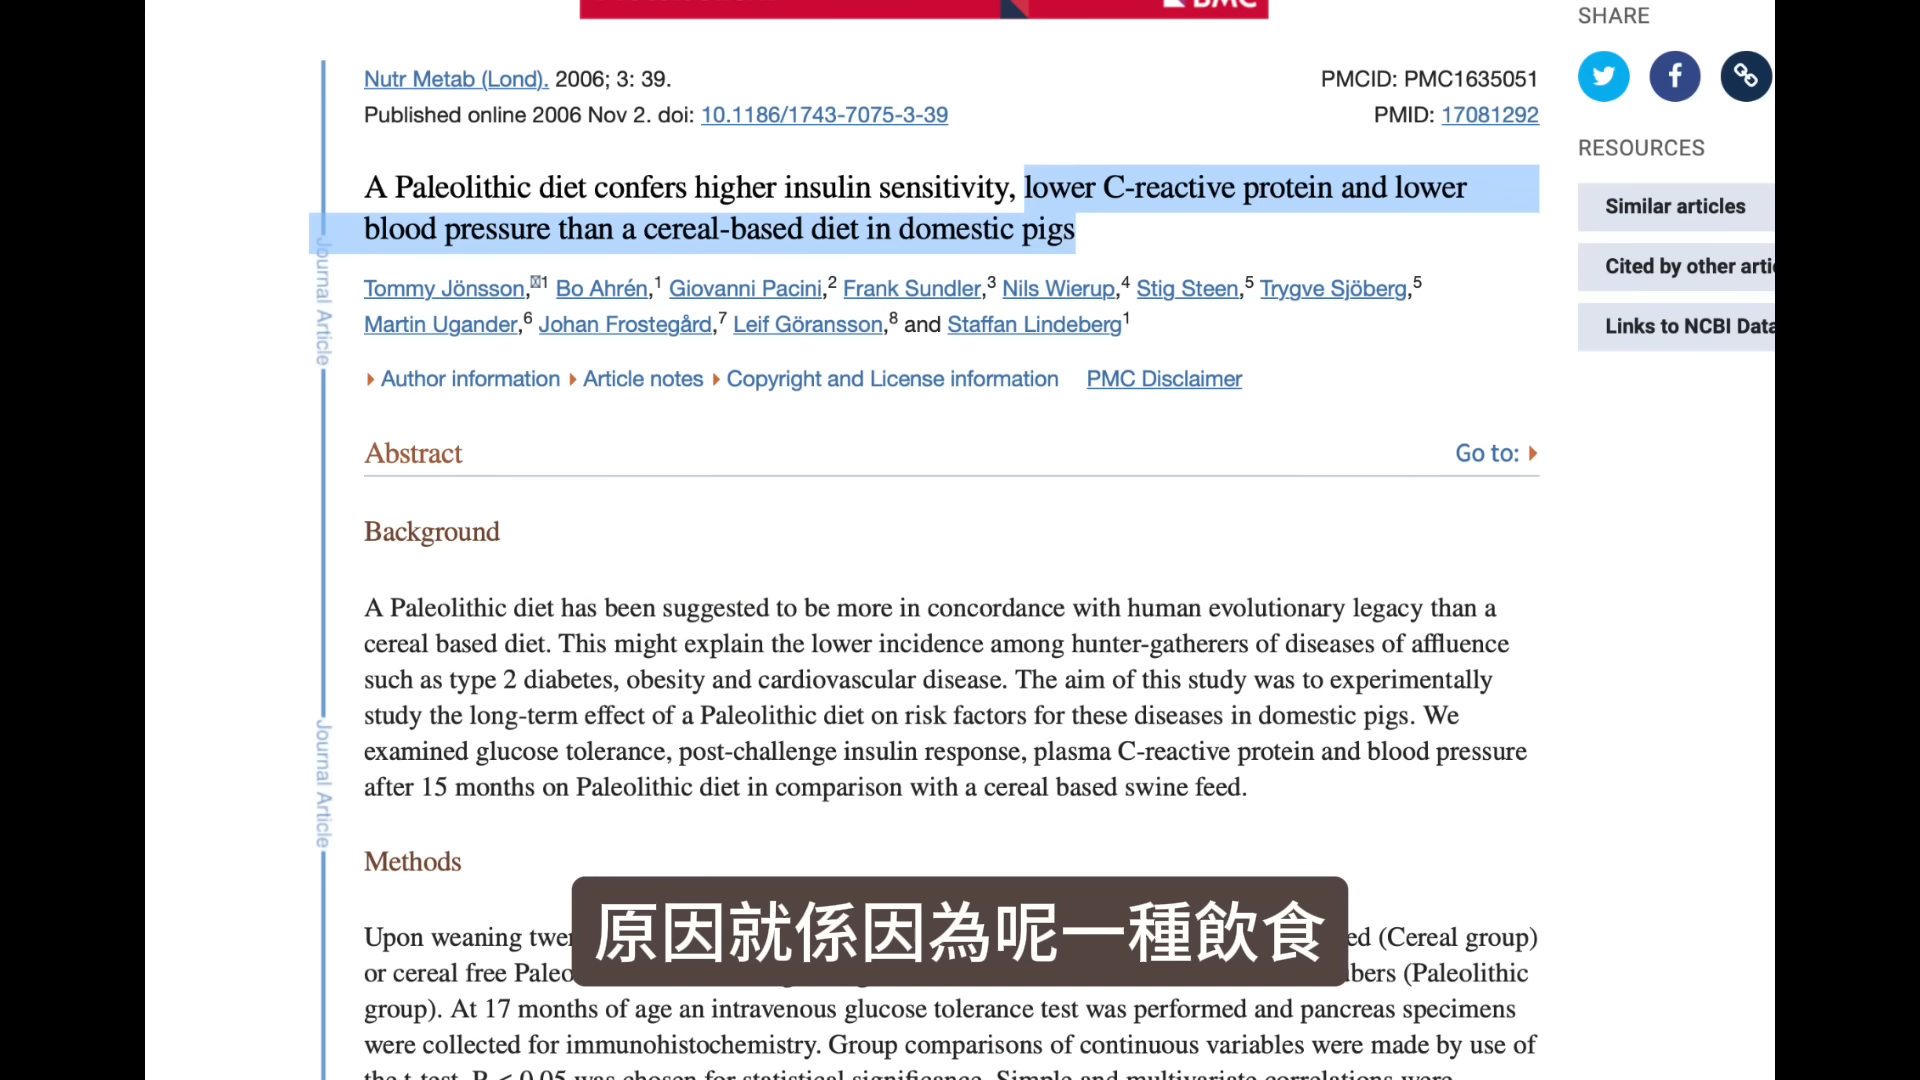 BMC
SHARE
Nutr Metab (Lond). 2006; 3: 39.
PMCID: PMC1635051
Published online 2006 Nov 2. doi: 10.1186/1743-7075-3-39
PMID: 17081292
RESOURCES
A Paleolithic diet confers higher insulin sensitivity, lower C-reactive protein and lower
blood pressure than a cereal-based diet in domestic pigs
Similar articles
Cited by other
Links to NCBI
Journal Article
Tommy Jönsson,1 Bo Ahrén,1 Giovanni Pacini,2 Frank Sundler,3 Nils Wierup,4 Stig Steen,5 Trygve Sjöberg,5
Martin Ugander,6 Johan Frostegård,7 Leif Göransson,8 and Staffan Lindeberg1
Author information Article notes Copyright and License information PMC Disclaimer
Abstract
Go to:
Background
A Paleolithic diet has been suggested to be more in concordance with human evolutionary legacy than a
cereal based diet. This might explain the lower incidence among hunter-gatherers of diseases of affluence
such as type 2 diabetes, obesity and cardiovascular disease. The aim of this study was to experimentally
study the long-term effect of a Paleolithic diet on risk factors for these diseases in domestic pigs. We
examined glucose tolerance, post-challenge insulin response, plasma C-reactive protein and blood pressure
after 15 months on Paleolithic diet in comparison with a cereal based swine feed.
Journal Article
Methods
Upon weaning (Cereal group)
or cereal free (Paleolithic
原因就係因為呢一種飲食
group). At 17 months of age an intravenous glucose tolerance test was performed and pancreas specimens
were collected for immunohistochemistry. Group comparisons of continuous variables were made by use of